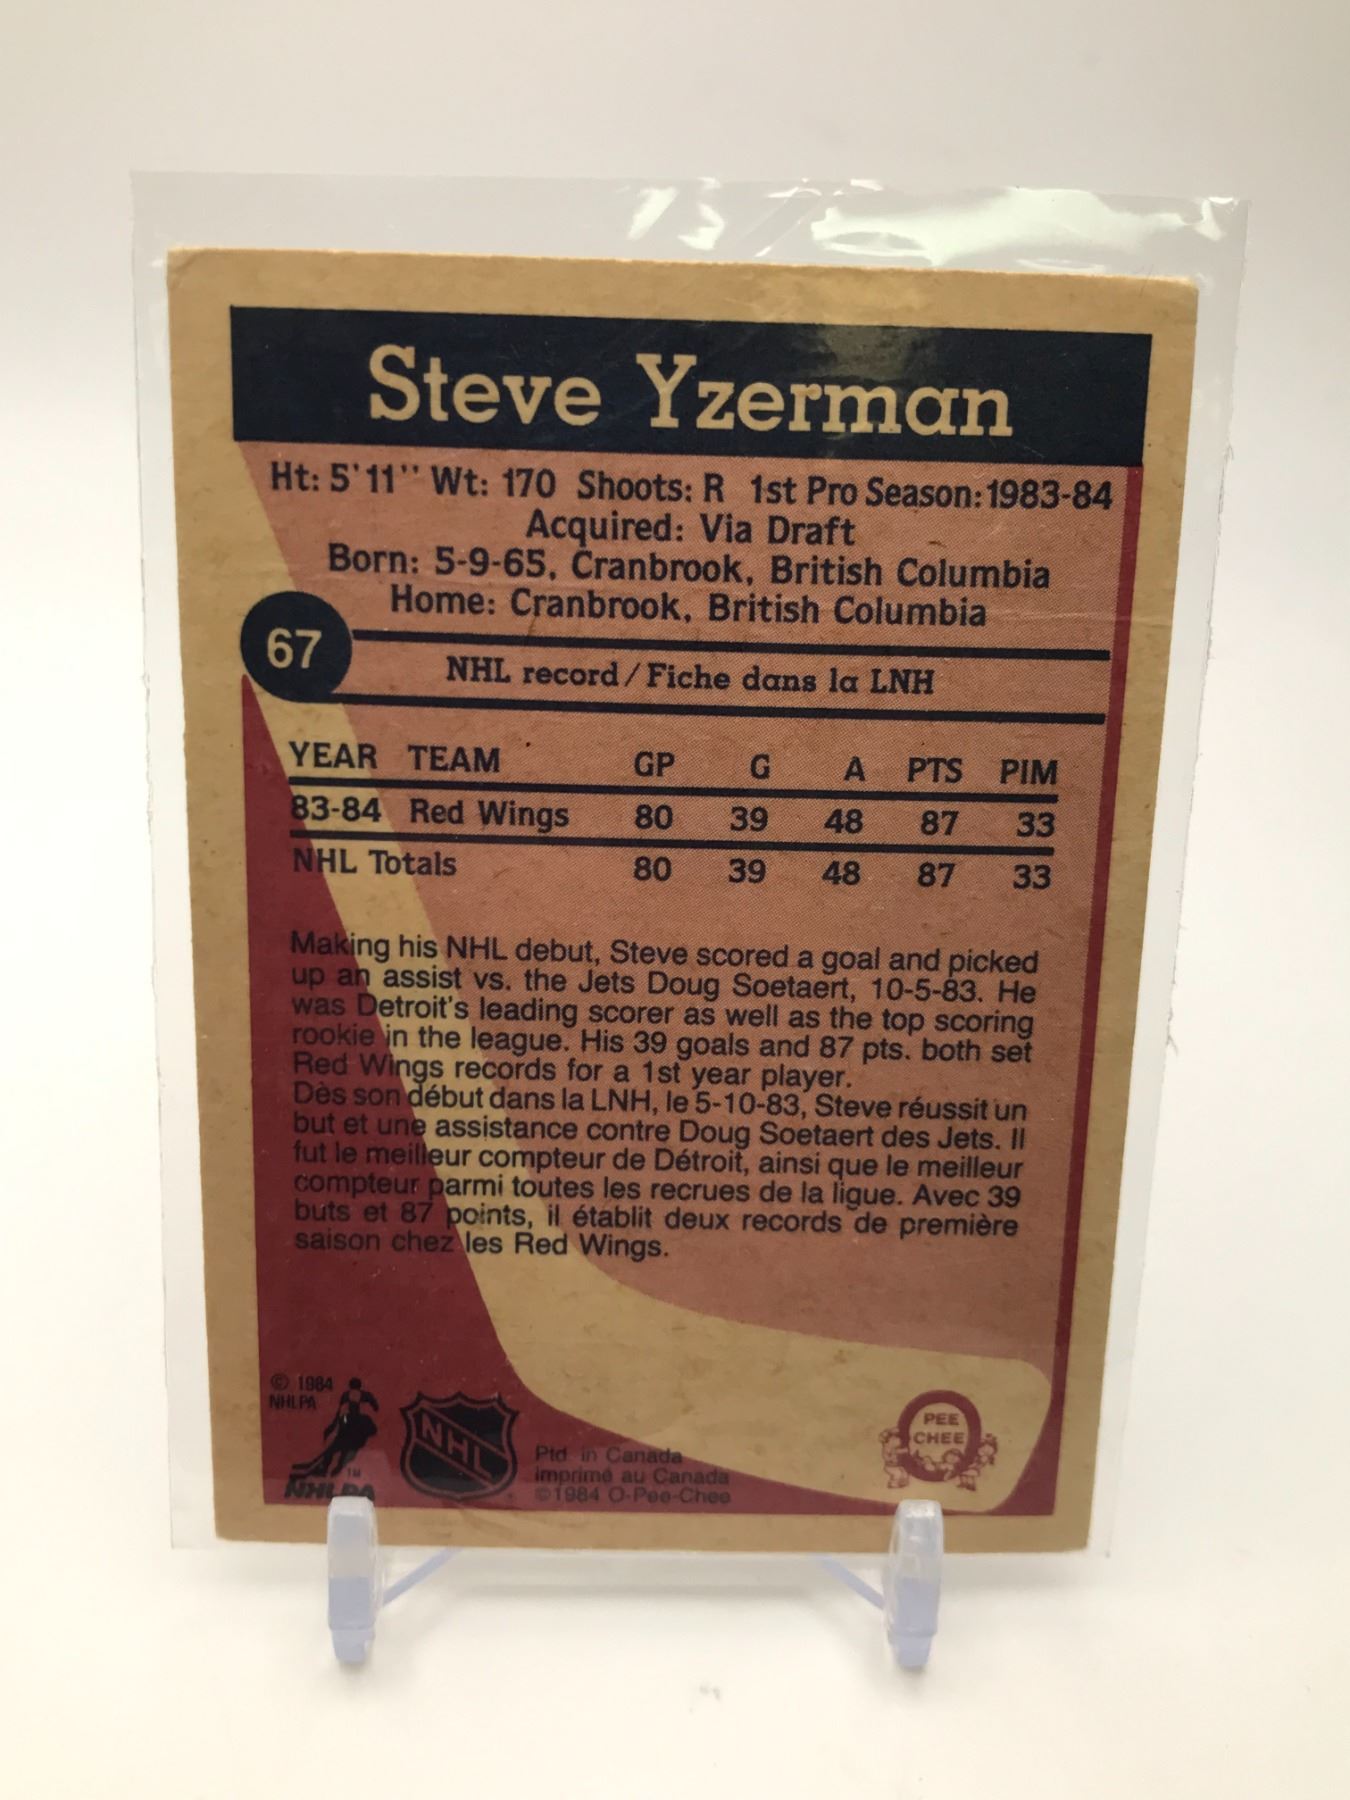 Steve Yzerman
Ht: 5'11" Wt: 170 Shoots: R 1st Pro Season: 1983-84
Acquired: Via Draft
Born: 5-9-65, Cranbrook, British Columbia
Home: Cranbrook, British Columbia
67
NHL record/Fiche dans la LNH
YEAR TEAM GP G A PTS PIM
83-84 Red Wings 80 39 48 87 33
NHL Totals 80 39 48 87 33
Making his NHL debut, Steve scored a goal and picked
up an assist vs. the Jets Doug Soetaert, 10-5-83. He
was Detroit's leading scorer as well as the top scoring
rookie in the league. His 39 goals and 87 pts. both set
Red Wings records for a 1st year player.
Dès son début dans la LNH, le 5-10-83, Steve réussit un
but et une assistance contre Doug Soetaert des Jets. Il
fut le meilleur compteur de Détroit, ainsi que le meilleur
compteur parmi toutes les recrues de la ligue. Avec 39
buts et 87 points, il établit deux records de première
saison chez les Red Wings.
© 1984
NHLPA
TM
NHLPA
NHL
Ptd. in Canada
imprimé au Canada
©1984 O-Pee-Chee
PEE
CHEE